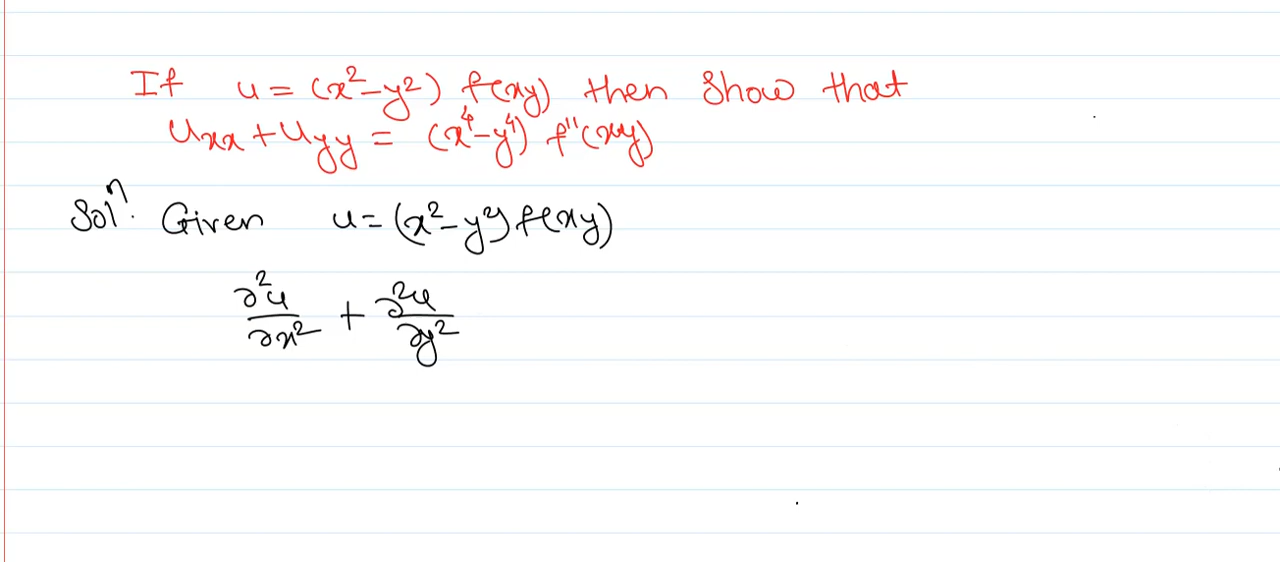 If u = (x² - y²) f(xy) then show that
uxx + uyy = (x⁴ - y⁴) f"(xy)
Solⁿ. Given u = (x² - y²) f(xy)
∂²u/∂x² + ∂²u/∂y²